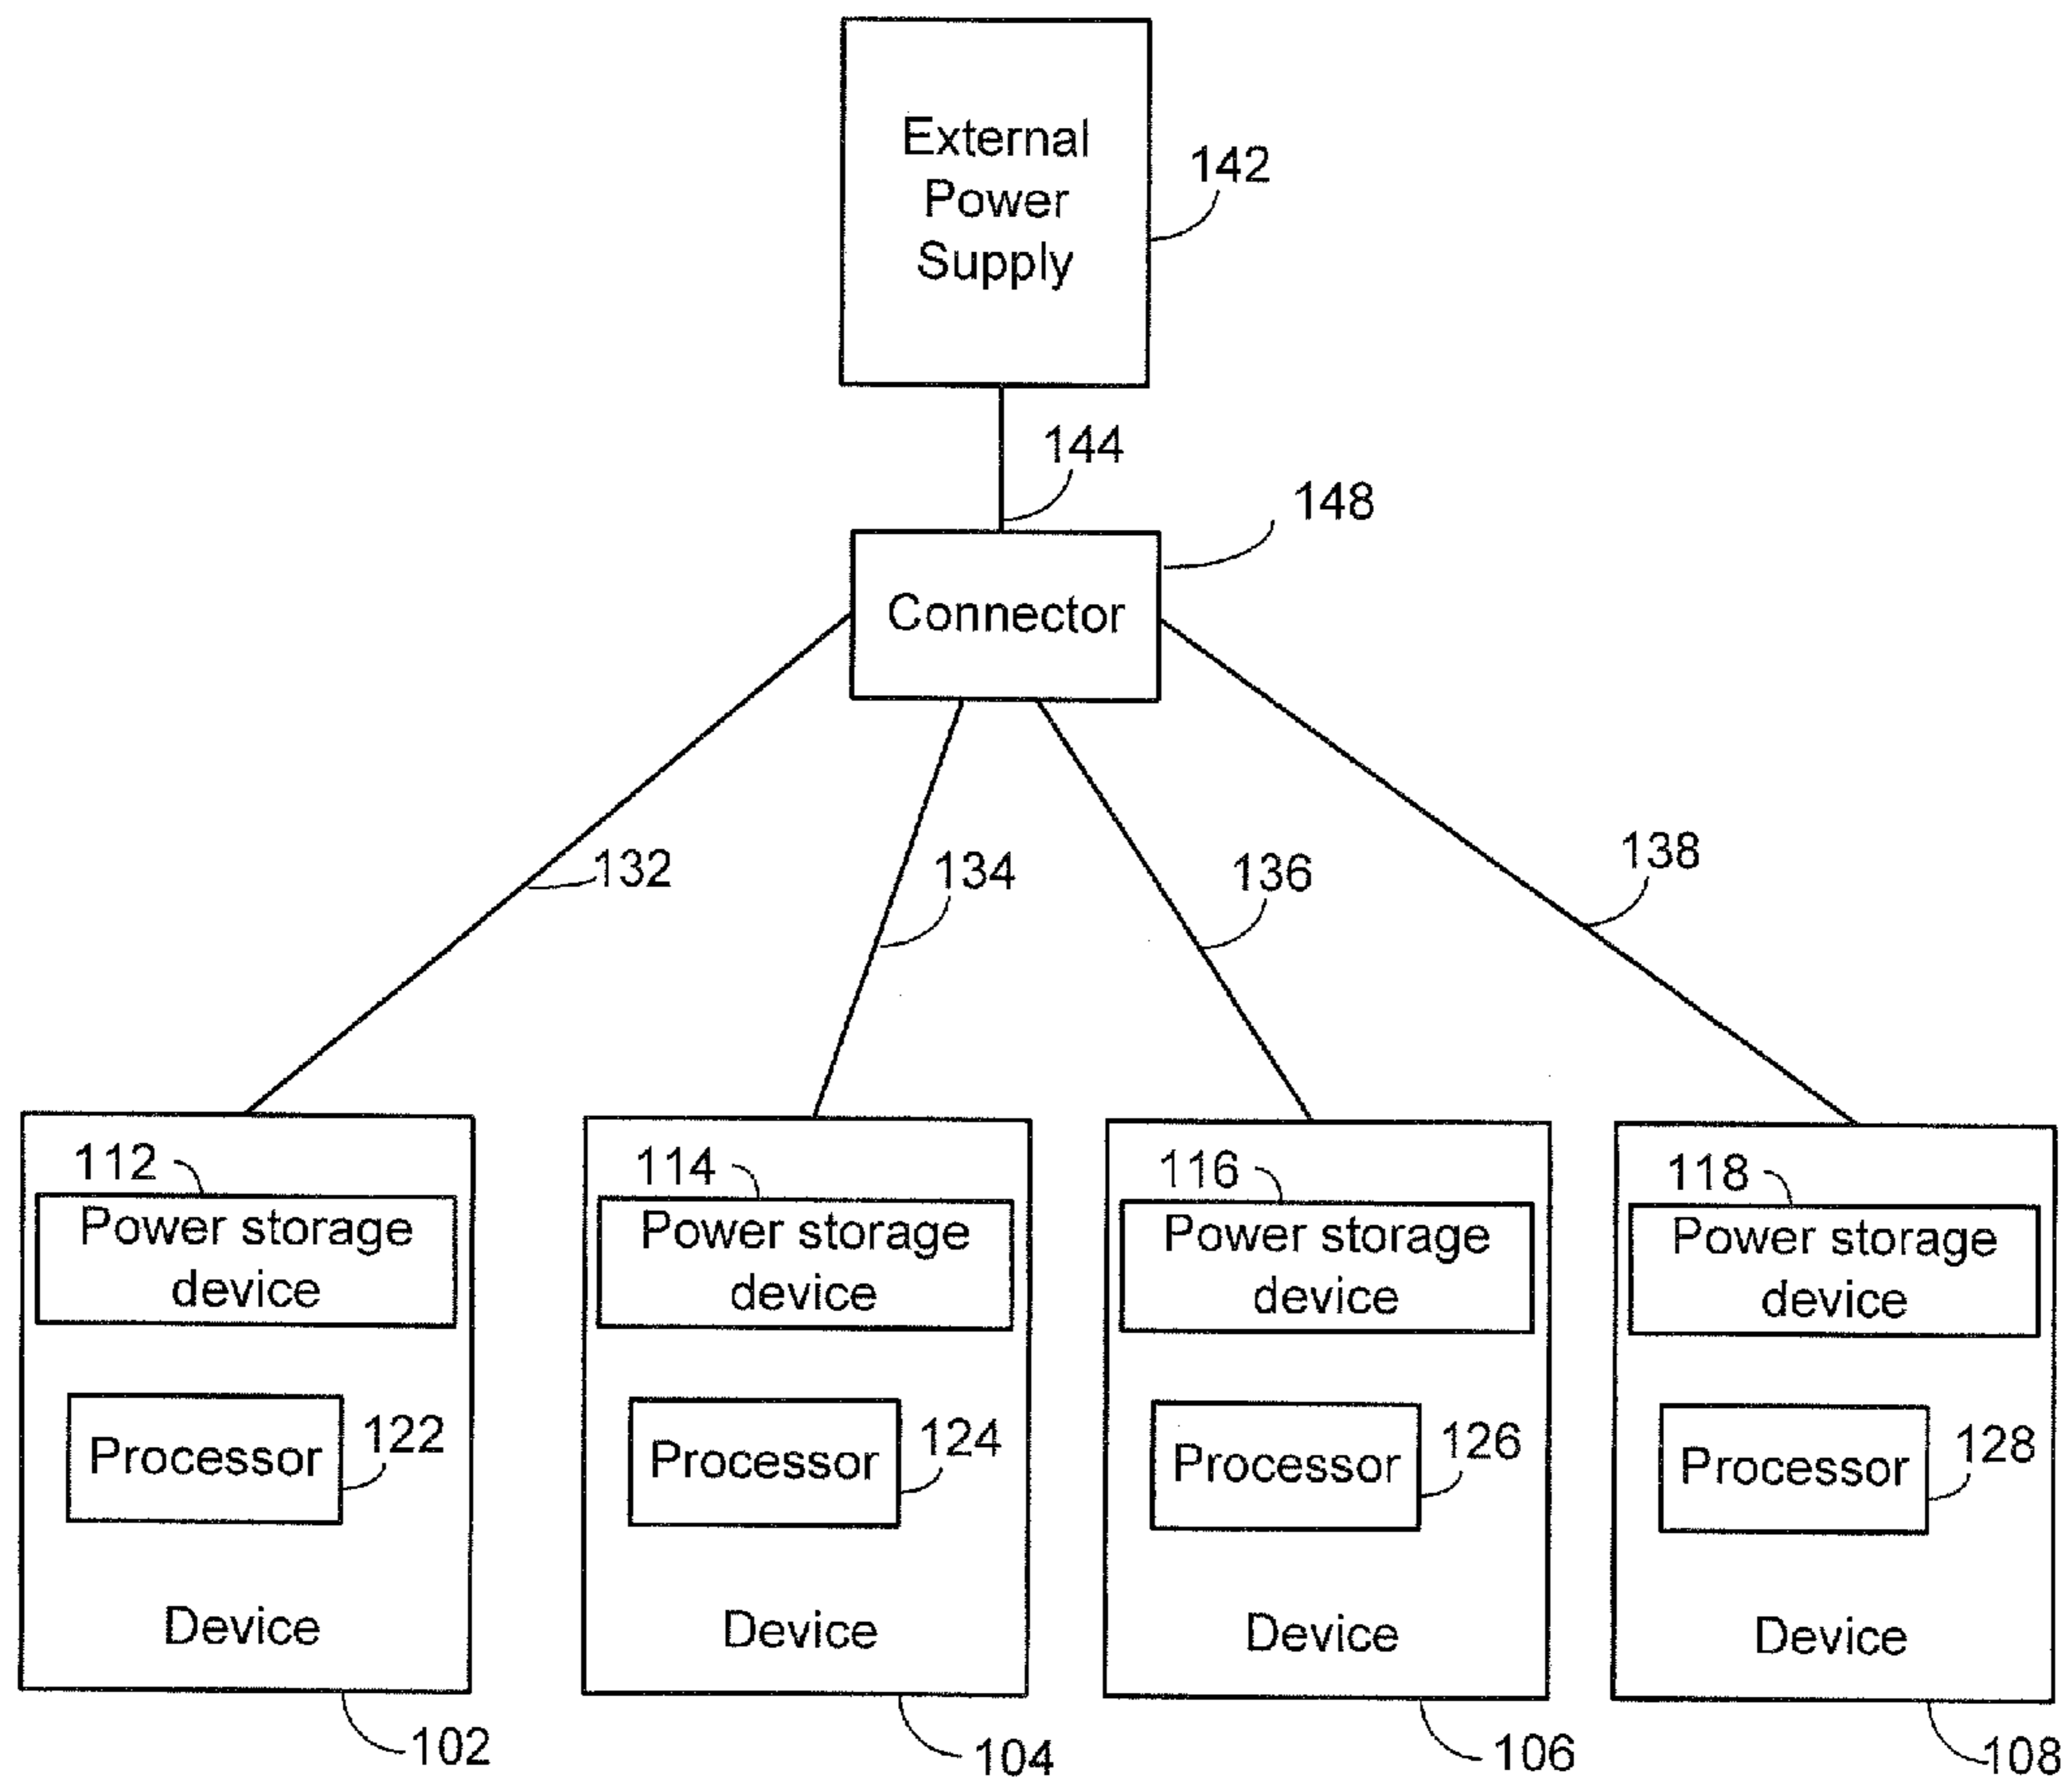 External
Power
Supply
142
144
148
Connector
132
134
136
138
112
Power storage
device
Processor
122
Device
102
114
Power storage
device
Processor
124
Device
104
116
Power storage
device
Processor
126
Device
106
118
Power storage
device
Processor
128
Device
108